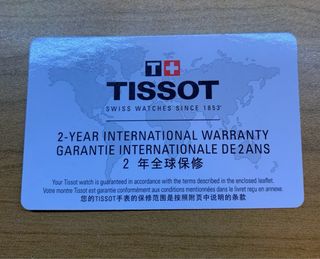 T+
TISSOT
SWISS WATCHES SINCE 1853
2-YEAR INTERNATIONAL WARRANTY
GARANTIE INTERNATIONALE DE 2 ANS
2 年全球保修
Your Tissot watch is guaranteed in accordance with the terms described in the enclosed leaflet.
Votre montre Tissot est garantie conformément aux conditions mentionnées dans le livret reçu en annexe.
您的TISSOT手表的保修范围是按照附页中说明的条款